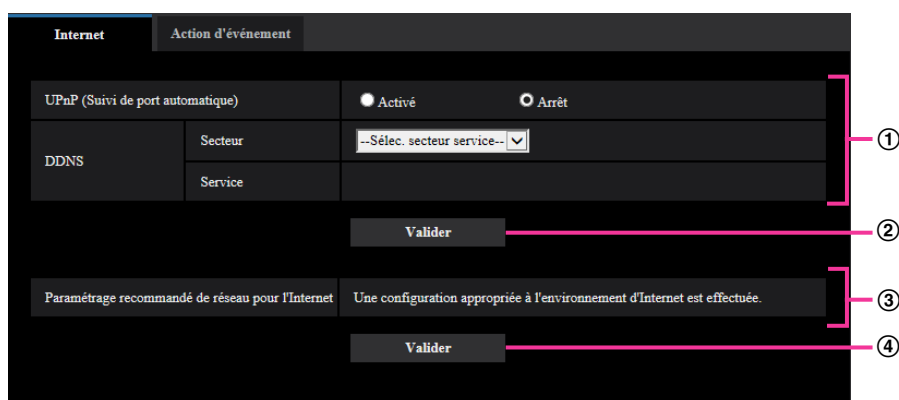 Internet
Action d'événement
UPnP (Suivi de port automatique)
Activé
Arrêt
DDNS
Secteur
--Sélec. secteur service--
Service
①
Valider
②
Paramétrage recommandé de réseau pour l'Internet
Une configuration appropriée à l'environnement d'Internet est effectuée.
③
Valider
④